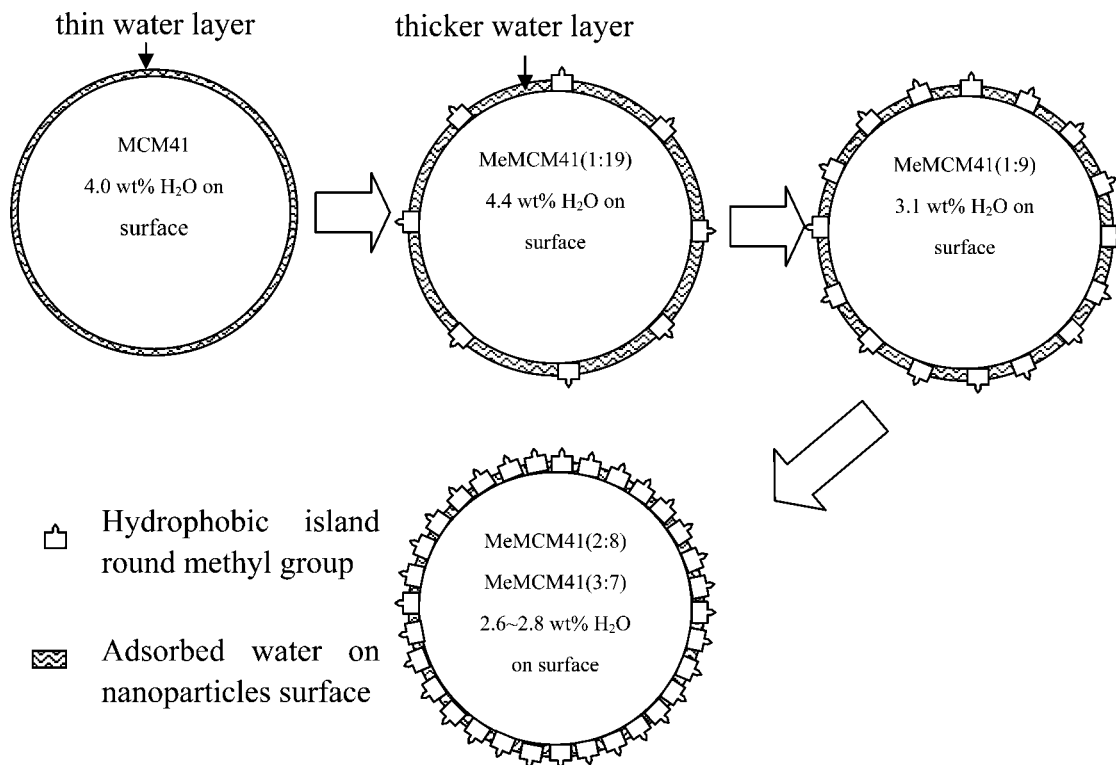 thin water layer
thicker water layer
MCM41
4.0 wt% H₂O on
surface
MeMCM41(1:19)
4.4 wt% H₂O on
surface
MeMCM41(1:9)
3.1 wt% H₂O on
surface
MeMCM41(2:8)
MeMCM41(3:7)
2.6~2.8 wt% H₂O
on surface
Hydrophobic island
round methyl group
Adsorbed water on
nanoparticles surface